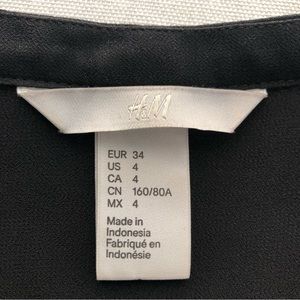 H&M
EUR 34
US 4
CA 4
CN 160/80A
MX 4
Made in
Indonesia
Fabriqué en
Indonésie